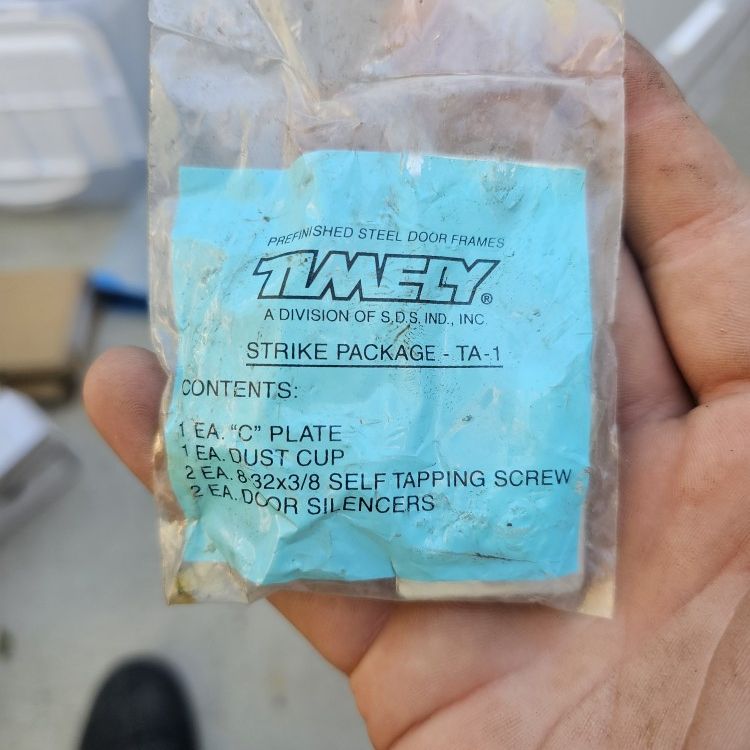 PREFINISHED STEEL DOOR FRAMES
TIMELY®
A DIVISION OF S.D.S. IND., INC.
STRIKE PACKAGE - TA-1
CONTENTS:
1 EA. "C" PLATE
1 EA. DUST CUP
2 EA. 8-32x3/8 SELF TAPPING SCREW
2 EA. DOOR SILENCERS